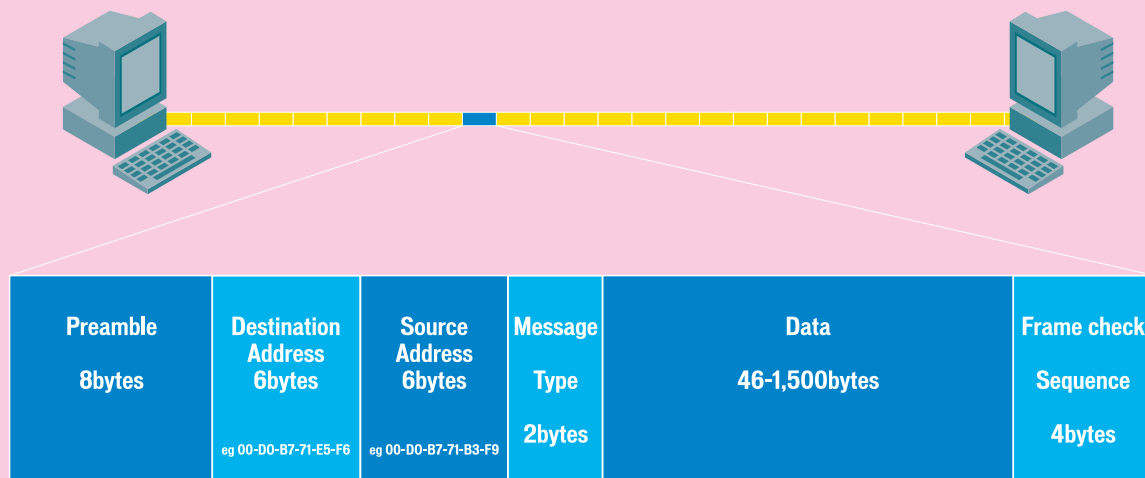 Preamble
8bytes
Destination
Address
6bytes
eg 00-D0-B7-71-E5-F6
Source
Address
6bytes
eg 00-D0-B7-71-B3-F9
Message
Type
2bytes
Data
46-1,500bytes
Frame check
Sequence
4bytes